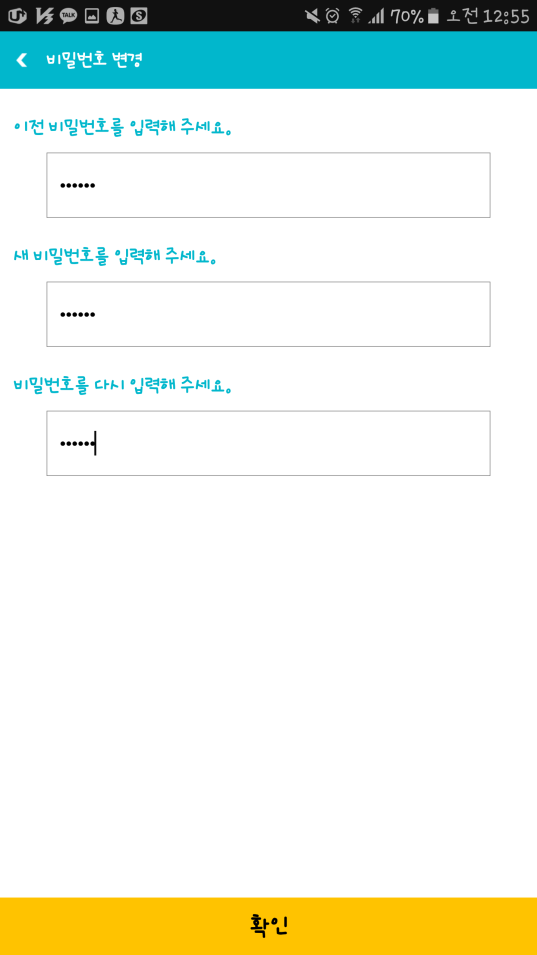 TALK S 70% 오전 12:55
비밀번호 변경
이전 비밀번호를 입력해 주세요.
••••••
새 비밀번호를 입력해 주세요.
••••••
비밀번호를 다시 입력해 주세요.
••••••
확인